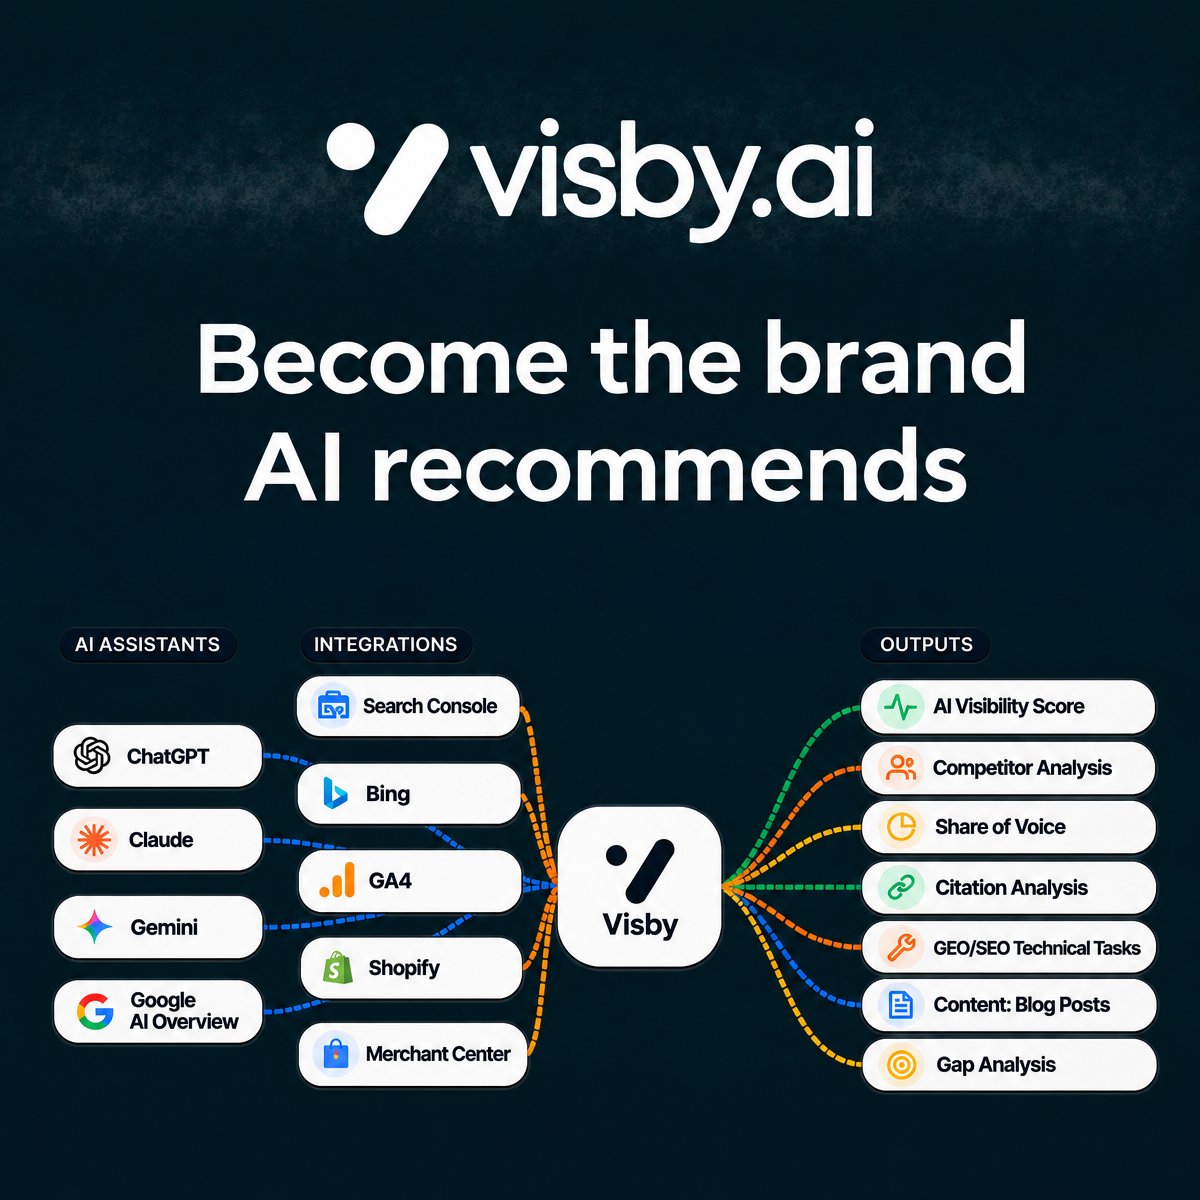 visby.ai
Become the brand
AI recommends
AI ASSISTANTS
ChatGPT
Claude
Gemini
Google
AI Overview
INTEGRATIONS
Search Console
Bing
GA4
Shopify
Merchant Center
Visby
OUTPUTS
AI Visibility Score
Competitor Analysis
Share of Voice
Citation Analysis
GEO/SEO Technical Tasks
Content: Blog Posts
Gap Analysis